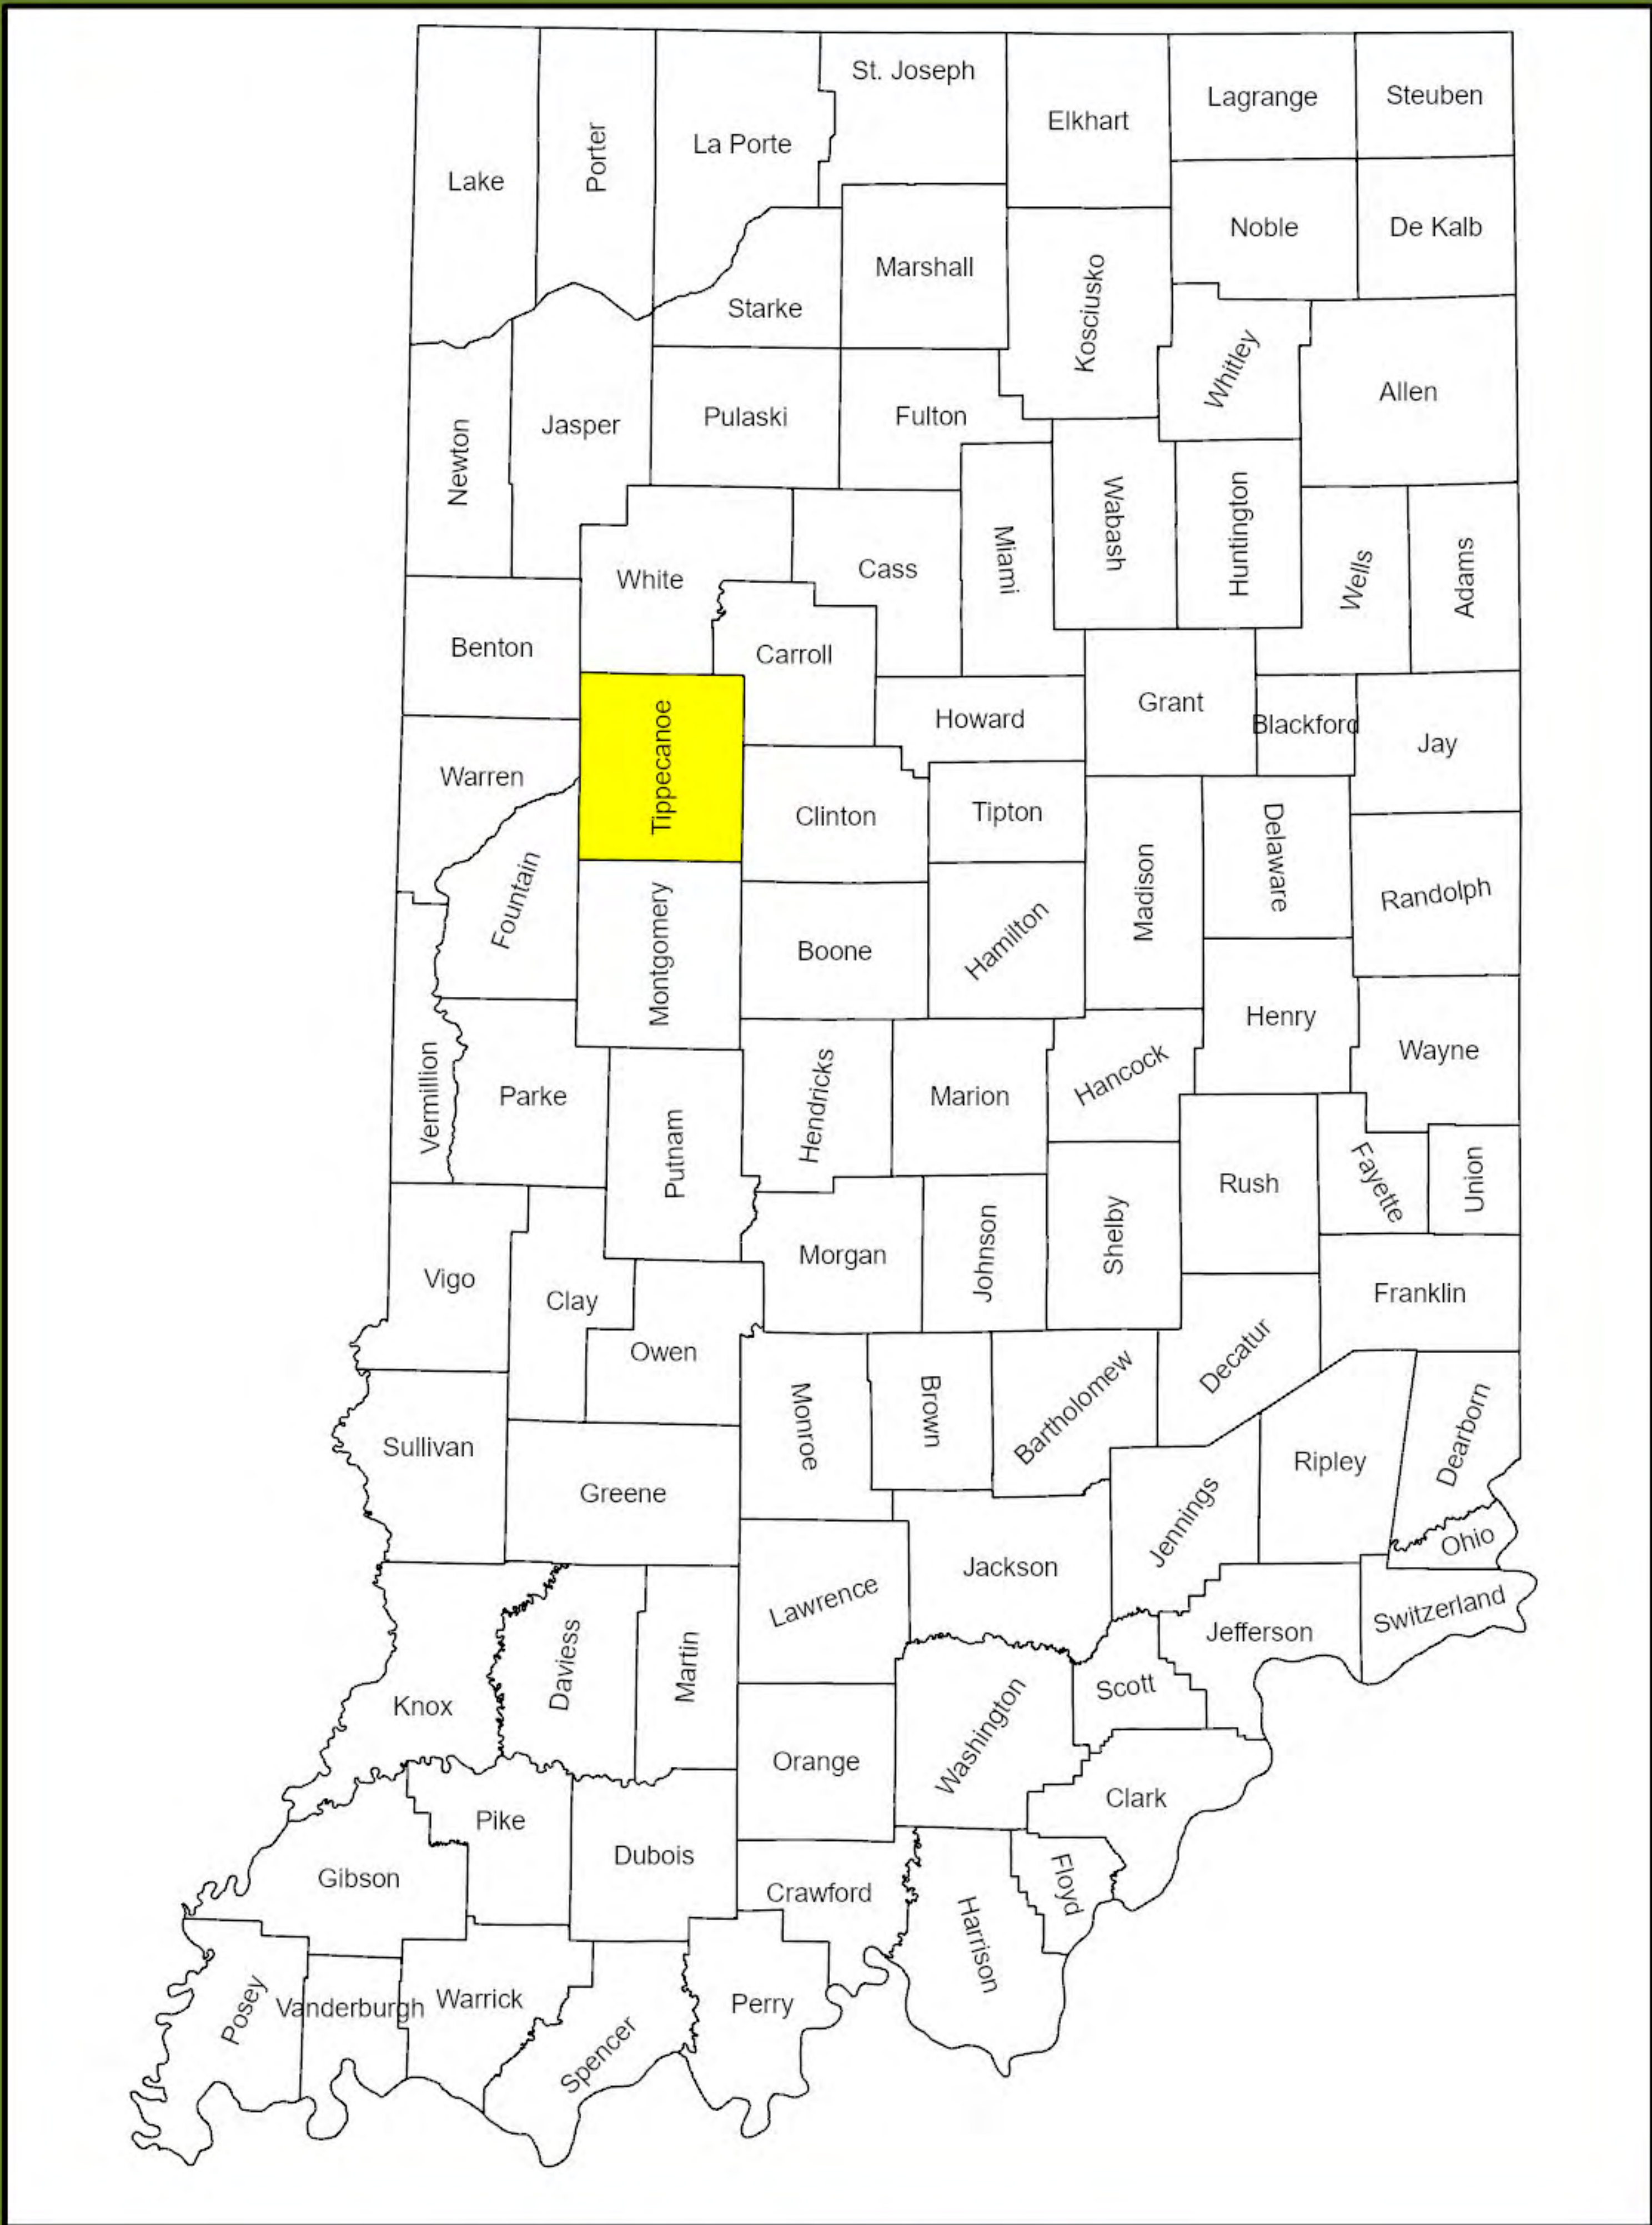 St. Joseph
Lagrange
Steuben
Elkhart
La Porte
Porter
Lake
Noble
De Kalb
Marshall
Kosciusko
Starke
Whitley
Allen
Pulaski
Fulton
Jasper
Newton
Wabash
Huntington
Miami
Cass
White
Wells
Adams
Benton
Carroll
Grant
Howard
Blackford
Jay
Tippecanoe
Warren
Clinton
Tipton
Delaware
Madison
Randolph
Fountain
Montgomery
Boone
Hamilton
Henry
Wayne
Vermillion
Parke
Putnam
Hendricks
Marion
Hancock
Fayette
Union
Rush
Shelby
Johnson
Morgan
Vigo
Clay
Franklin
Owen
Decatur
Monroe
Brown
Bartholomew
Dearborn
Sullivan
Ripley
Greene
Jennings
Ohio
Jackson
Lawrence
Switzerland
Jefferson
Daviess
Martin
Knox
Scott
Washington
Orange
Clark
Pike
Dubois
Gibson
Crawford
Floyd
Harrison
Posey
Vanderburgh
Warrick
Perry
Spencer